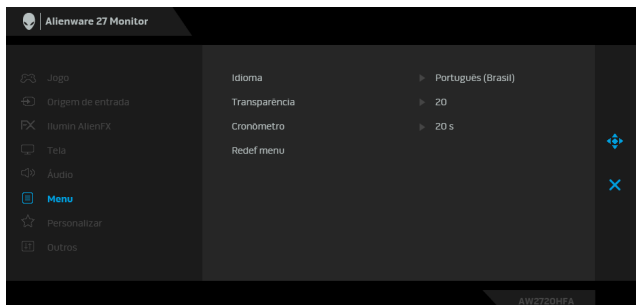 Alienware 27 Monitor
Jogo
Origem de entrada
FX Ilumin AlienFX
Tela
Áudio
Menu
Personalizar
Outros
Idioma Português (Brasil)
Transparência 20
Cronômetro 20 s
Redef menu
AW2720HFA